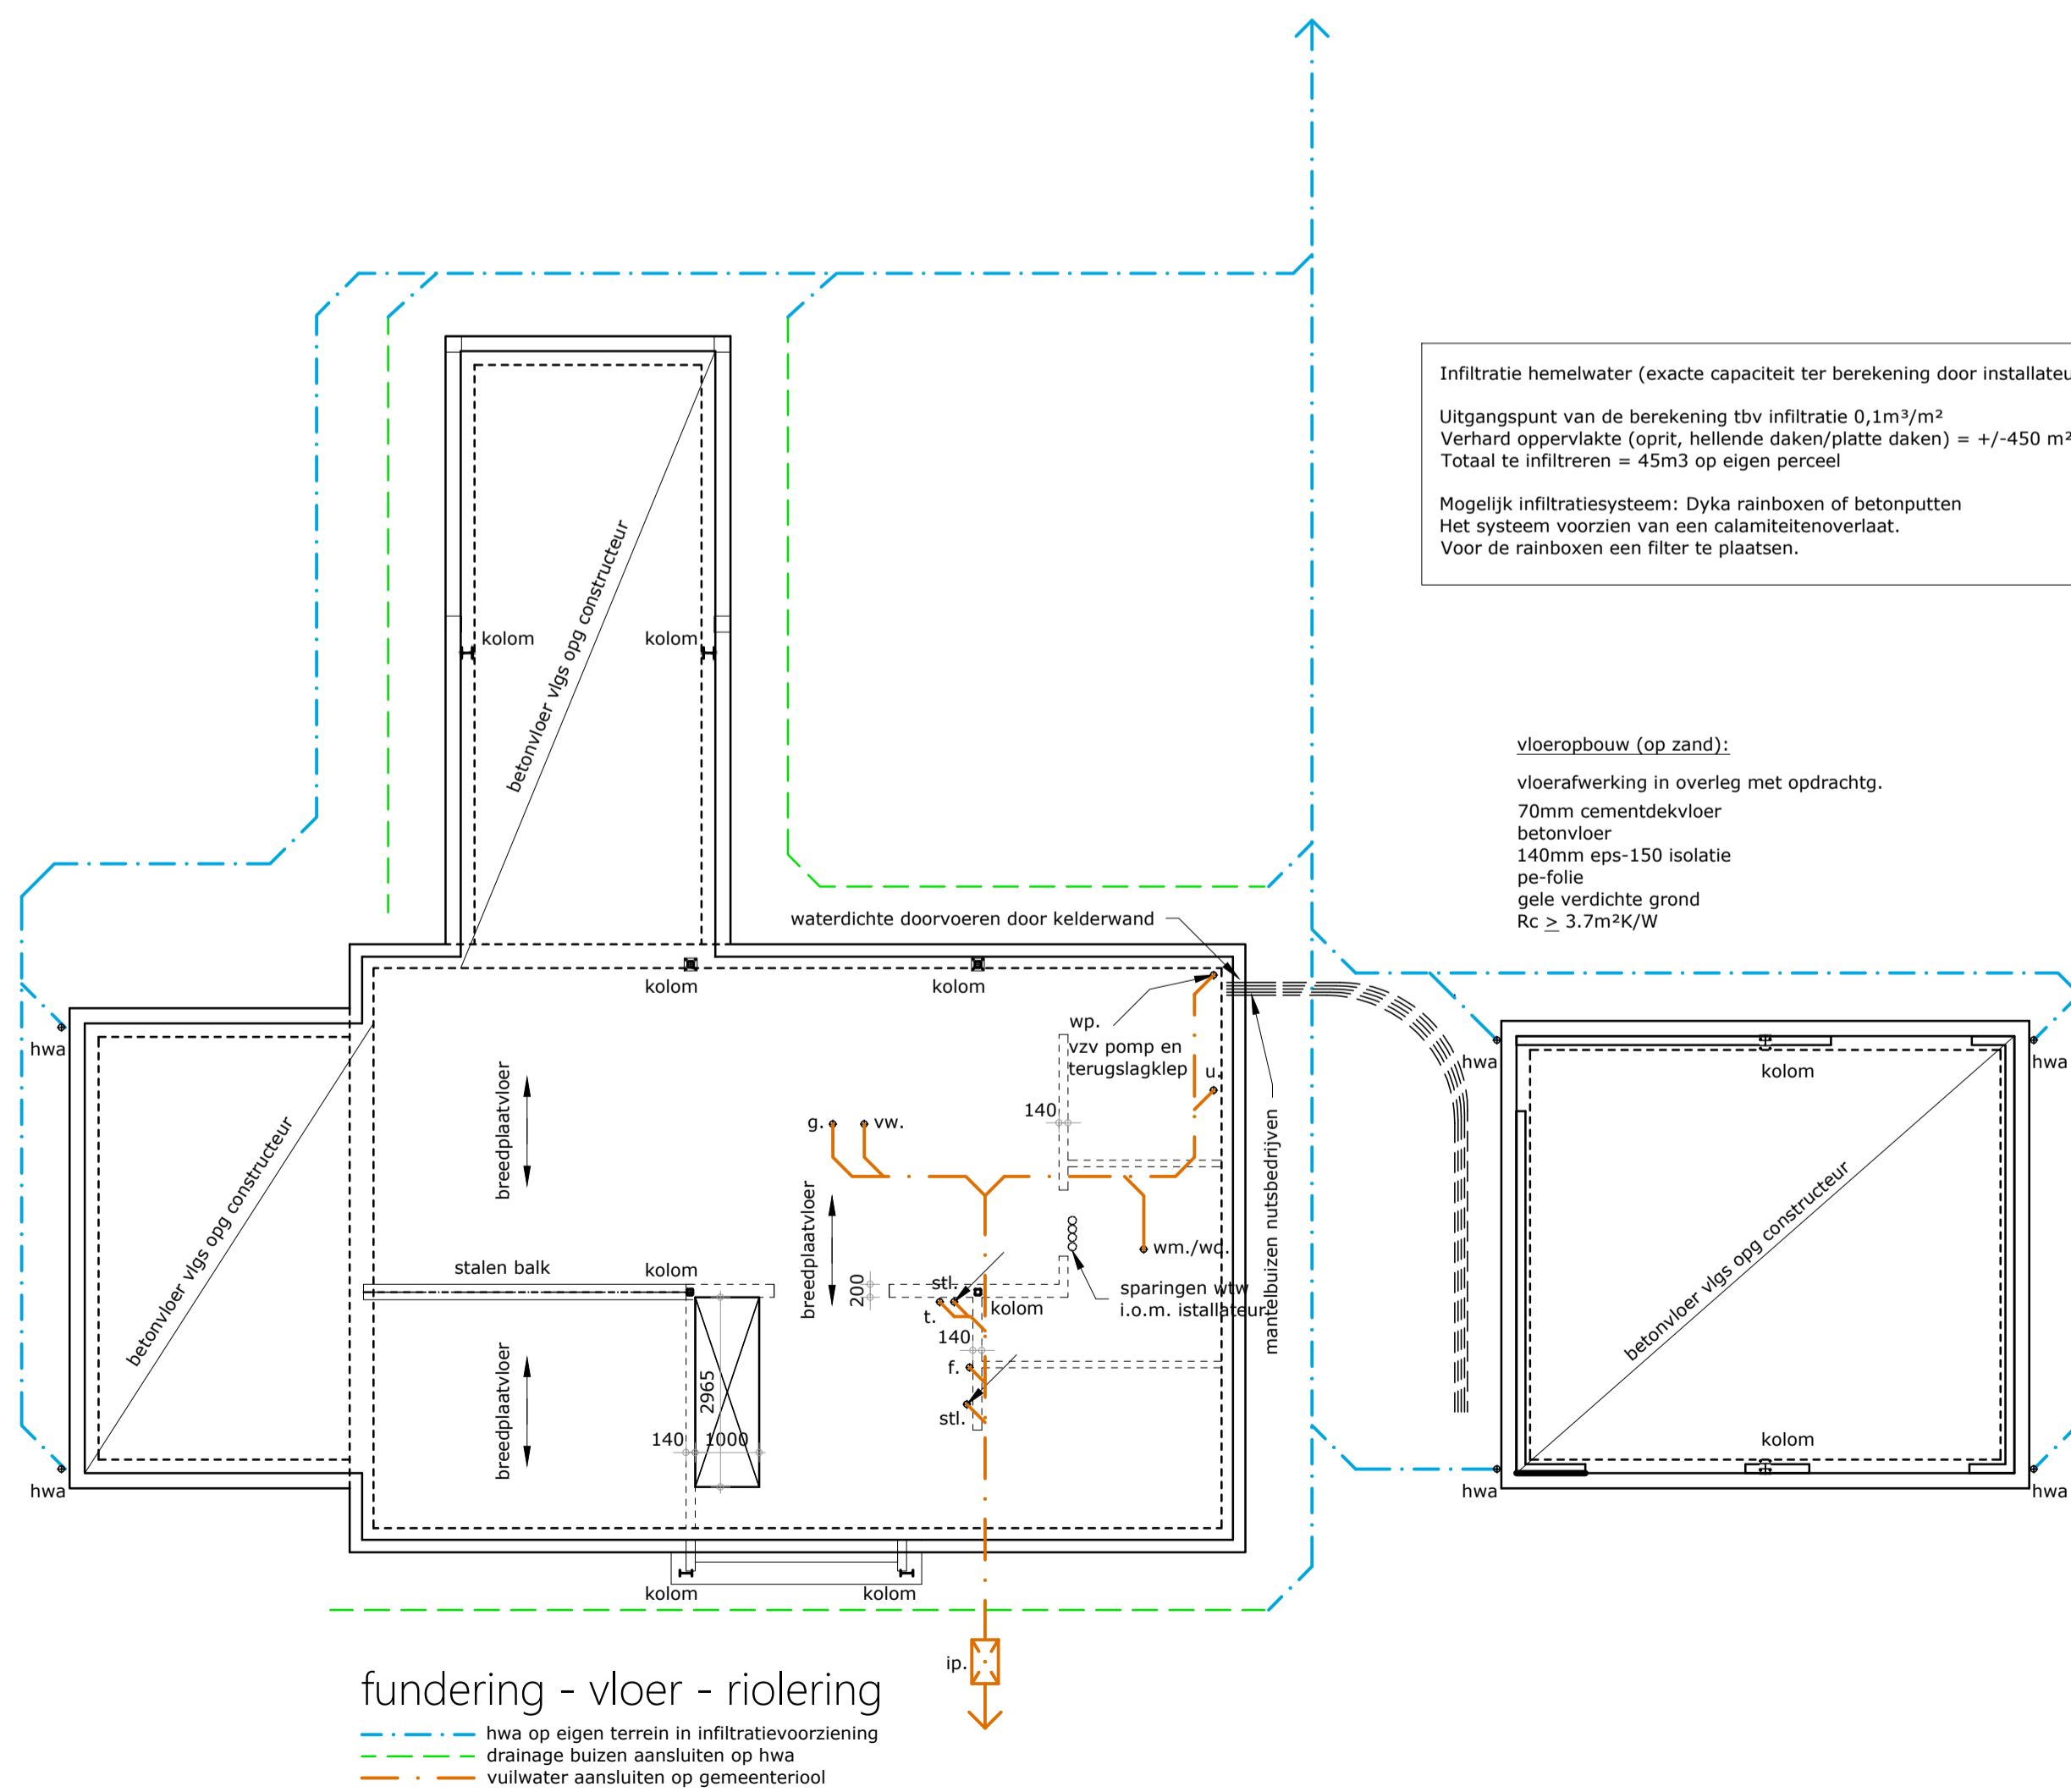 Infiltratie hemelwater (exacte capaciteit ter berekening door installateu
Uitgangspunt van de berekening tbv infiltratie 0,1m³/m²
Verhard oppervlakte (oprit, hellende daken/platte daken) = +/-450 m²
Totaal te infiltreren = 45m3 op eigen perceel
Mogelijk infiltratiesysteem: Dyka rainboxen of betonputten
Het systeem voorzien van een calamiteitenoverlaat.
Voor de rainboxen een filter te plaatsen.
betonvloer vlgs opg constructeur
kolom
kolom
vloeropbouw (op zand):
vloerafwerking in overleg met opdrachtg.
70mm cementdekvloer
betonvloer
140mm eps-150 isolatie
pe-folie
gele verdichte grond
Rc ≥ 3.7m²K/W
waterdichte doorvoeren door kelderwand
kolom
kolom
wp.
vzv pomp en
terugslagklep
u.
hwa
hwa
hwa
kolom
breedplaatvloer
140
g.
vw.
mantelbuizen nutsbedrijven
betonvloer vlgs opg constructeur
betonvloer vlgs opg constructeur
breedplaatvloer
wm./wd.
stalen balk
kolom
200
stl.
t.
kolom
sparingen wtw
i.o.m. istallateur
140
f.
stl.
breedplaatvloer
2965
140
1000
kolom
hwa
hwa
hwa
kolom
kolom
ip.
fundering - vloer - riolering
hwa op eigen terrein in infiltratievoorziening
drainage buizen aansluiten op hwa
vuilwater aansluiten op gemeenteriool